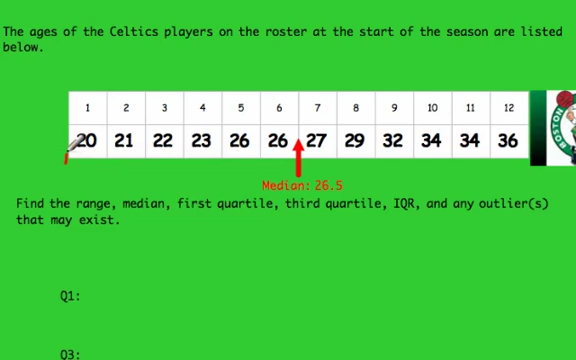 The ages of the Celtics players on the roster at the start of the season are listed
below.
1 2 3 4 5 6 7 8 9 10 11 12
20 21 22 23 26 26 27 29 32 34 34 36
Median: 26.5
Find the range, median, first quartile, third quartile, IQR, and any outlier(s)
that may exist.
Q1:
Q3: